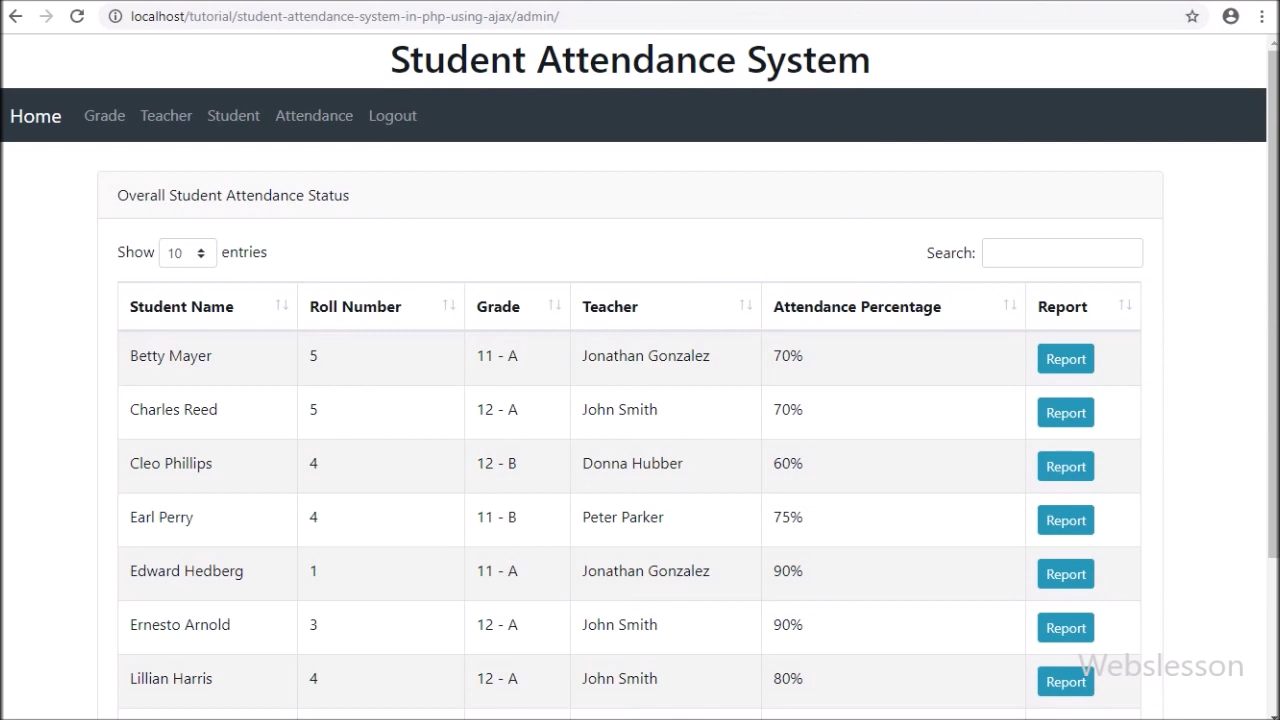 localhost/tutorial/student-attendance-system-in-php-using-ajax/admin/
Student Attendance System
Home Grade Teacher Student Attendance Logout
Overall Student Attendance Status
Show 10 entries Search:
Student Name Roll Number Grade Teacher Attendance Percentage Report
Betty Mayer 5 11 - A Jonathan Gonzalez 70% Report
Charles Reed 5 12 - A John Smith 70% Report
Cleo Phillips 4 12 - B Donna Hubber 60% Report
Earl Perry 4 11 - B Peter Parker 75% Report
Edward Hedberg 1 11 - A Jonathan Gonzalez 90% Report
Ernesto Arnold 3 12 - A John Smith 90% Report
Lillian Harris 4 12 - A John Smith 80% Report
Webslesson